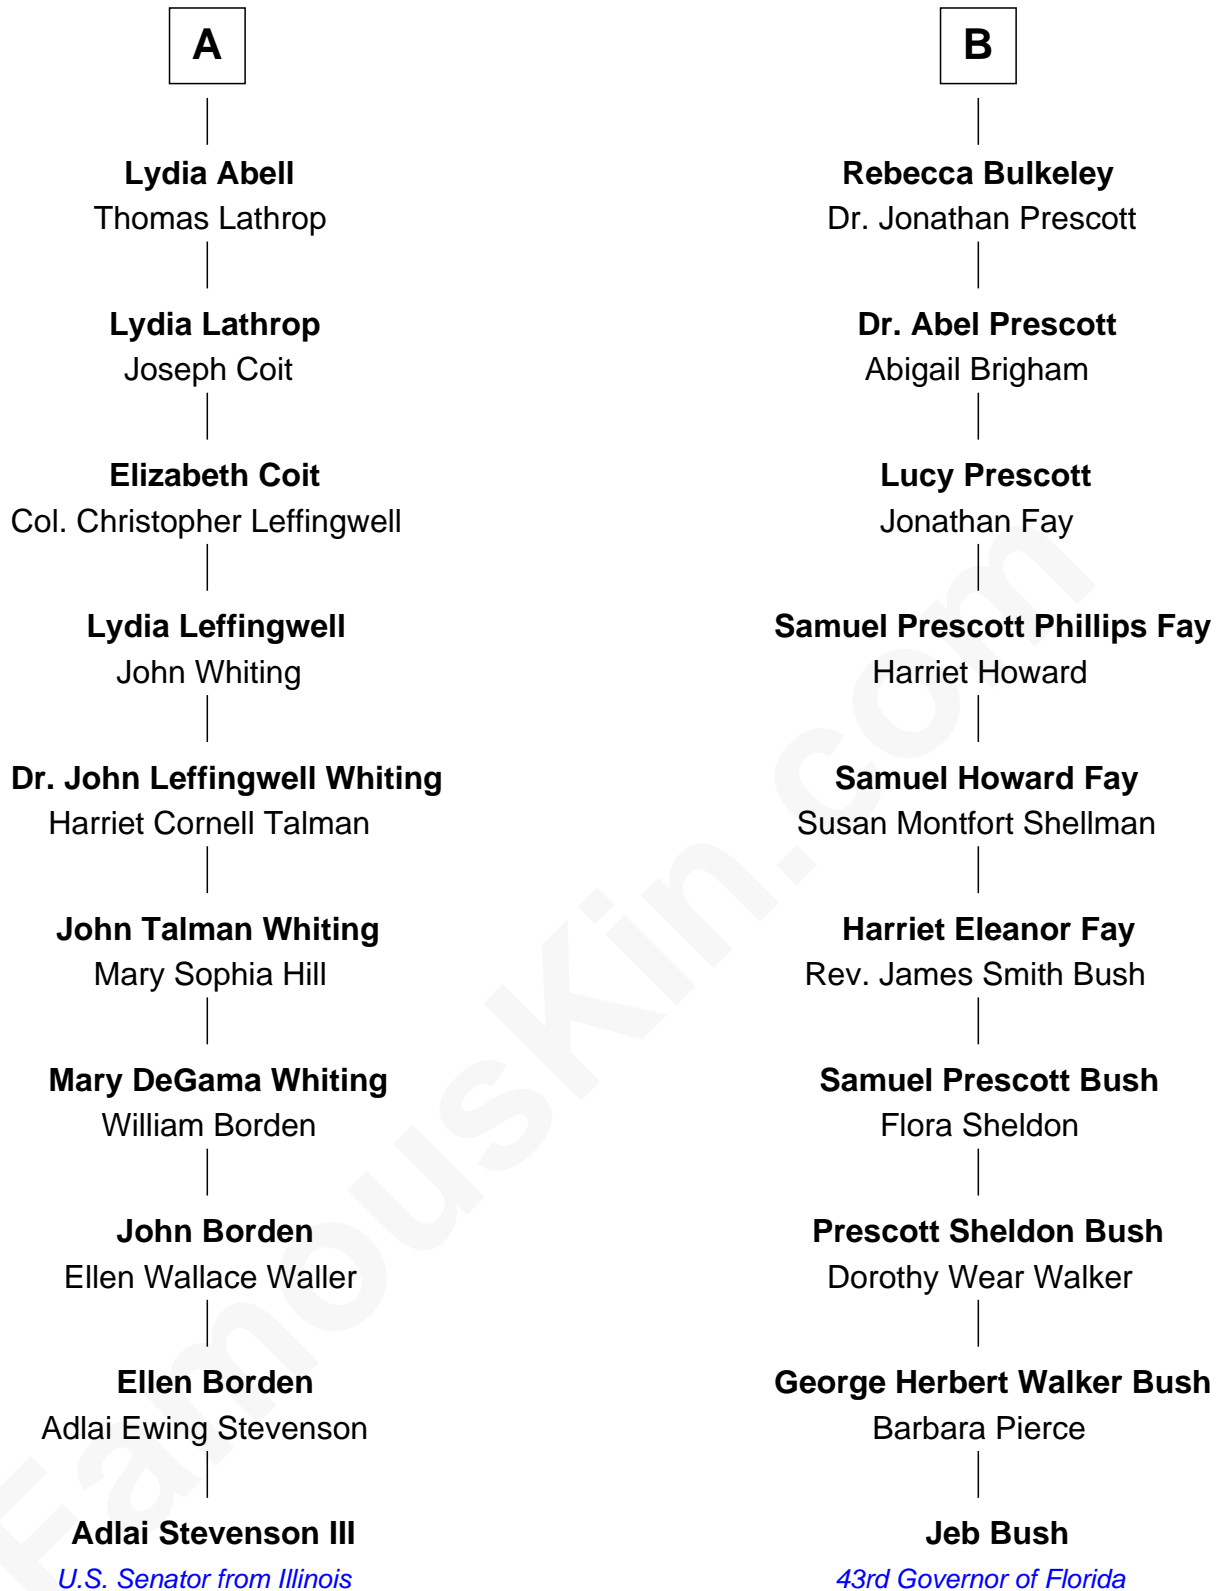 A
Lydia Abell
Thomas Lathrop
Lydia Lathrop
Joseph Coit
Elizabeth Coit
Col. Christopher Leffingwell
Lydia Leffingwell
John Whiting
Dr. John Leffingwell Whiting
Harriet Cornell Talman
John Talman Whiting
Mary Sophia Hill
Mary DeGama Whiting
William Borden
John Borden
Ellen Wallace Waller
Ellen Borden
Adlai Ewing Stevenson
Adlai Stevenson III
U.S. Senator from Illinois
B
Rebecca Bulkeley
Dr. Jonathan Prescott
Dr. Abel Prescott
Abigail Brigham
Lucy Prescott
Jonathan Fay
Samuel Prescott Phillips Fay
Harriet Howard
Samuel Howard Fay
Susan Montfort Shellman
Harriet Eleanor Fay
Rev. James Smith Bush
Samuel Prescott Bush
Flora Sheldon
Prescott Sheldon Bush
Dorothy Wear Walker
George Herbert Walker Bush
Barbara Pierce
Jeb Bush
43rd Governor of Florida
FamousKin.com